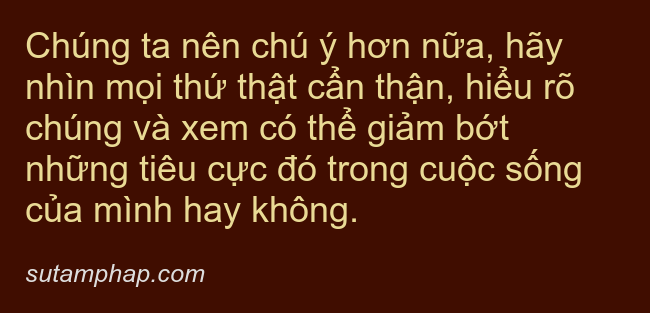 Chúng ta nên chú ý hơn nữa, hãy
nhìn mọi thứ thật cẩn thận, hiểu rõ
chúng và xem có thể giảm bớt
những tiêu cực đó trong cuộc sống
của mình hay không.
sutamphap.com